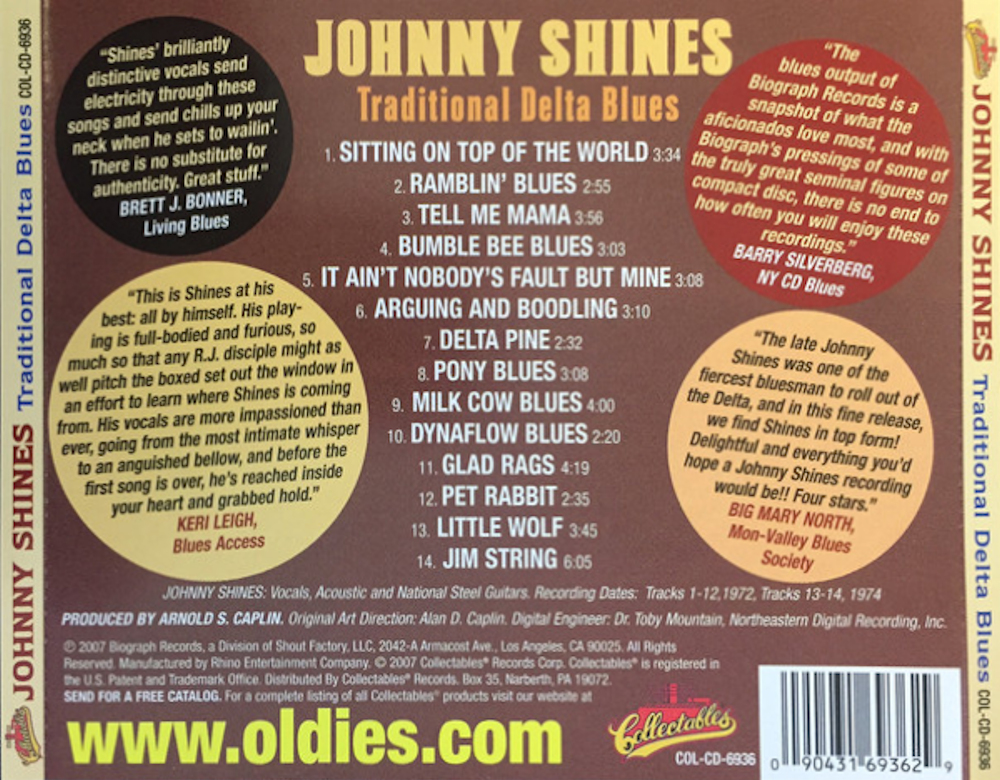 COL-CD-6936
JOHNNY SHINES Traditional Delta Blues
JOHNNY SHINES
Traditional Delta Blues
"Shines' brilliantly
distinctive vocals send
electricity through these
songs and send chills up your
neck when he sets to wailin'.
There is no substitute for
authenticity. Great stuff."
BRETT J. BONNER,
Living Blues
"This is Shines at his
best: all by himself. His play-
ing is full-bodied and furious, so
much so that any R.J. disciple might as
well pitch the boxed set out the window in
an effort to learn where Shines is coming
from. His vocals are more impassioned than
ever, going from the most intimate whisper
to an anguished bellow, and before the
first song is over, he's reached inside
your heart and grabbed hold."
KERI LEIGH,
Blues Access
1. SITTING ON TOP OF THE WORLD 3:34
2. RAMBLIN' BLUES 2:55
3. TELL ME MAMA 3:56
4. BUMBLE BEE BLUES 3:03
5. IT AIN'T NOBODY'S FAULT BUT MINE 3:08
6. ARGUING AND BOODLING 3:10
7. DELTA PINE 2:32
8. PONY BLUES 3:08
9. MILK COW BLUES 4:00
10. DYNAFLOW BLUES 2:20
11. GLAD RAGS 4:19
12. PET RABBIT 2:35
13. LITTLE WOLF 3:45
14. JIM STRING 6:05
"The
blues output of
Biograph Records is a
snapshot of what the
aficionados love most, and with
Biograph's pressings of some of
the truly great seminal figures on
compact disc, there is no end to
how often you will enjoy these
recordings."
BARRY SILVERBERG,
NY CD Blues
"The late Johnny
Shines was one of the
fiercest bluesman to roll out of
the Delta, and in this fine release,
we find Shines in top form!
Delightful and everything you'd
hope a Johnny Shines recording
would be!! Four stars."
BIG MARY NORTH,
Mon-Valley Blues
Society
JOHNNY SHINES: Vocals, Acoustic and National Steel Guitars. Recording Dates: Tracks 1-12,1972, Tracks 13-14, 1974
PRODUCED BY ARNOLD S. CAPLIN. Original Art Direction: Alan D. Caplin. Digital Engineer: Dr. Toby Mountain, Northeastern Digital Recording, Inc.
℗ 2007 Biograph Records, a Division of Shout Factory, LLC, 2042-A Armacost Ave., Los Angeles, CA 90025. All Rights
Reserved. Manufactured by Rhino Entertainment Company. © 2007 Collectables® Records Corp. Collectables® is registered in
the U.S. Patent and Trademark Office. Distributed By Collectables® Records. Box 35, Narberth, PA 19072.
SEND FOR A FREE CATALOG. For a complete listing of all Collectables® products visit our website at
www.oldies.com
Collectables
COL-CD-6936
0 90431 69362 9
JOHNNY SHINES Traditional Delta Blues COL-CD-6936